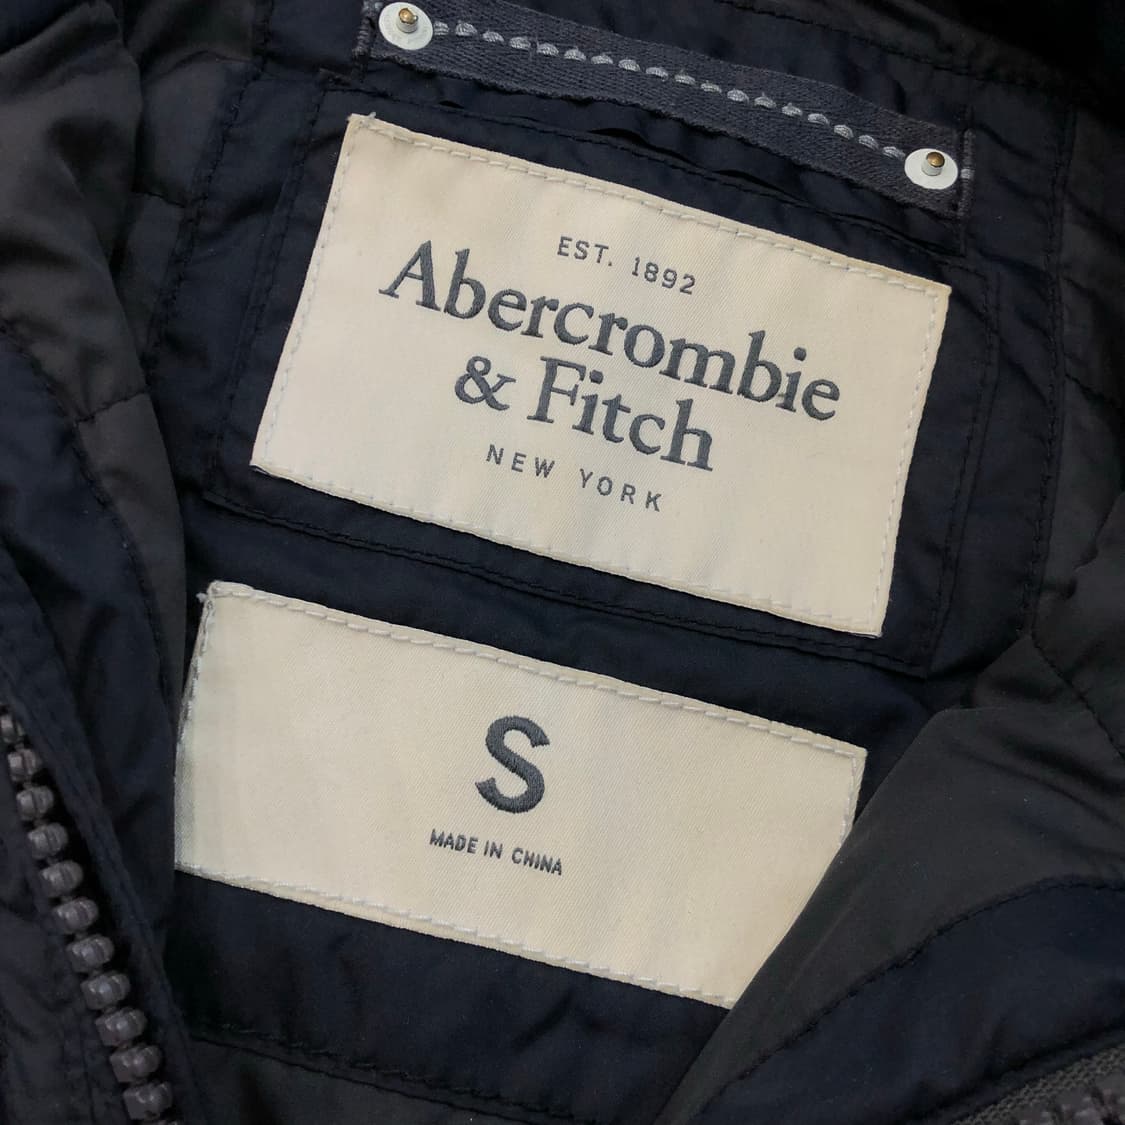 EST. 1892
Abercrombie
& Fitch
NEW YORK
S
MADE IN CHINA